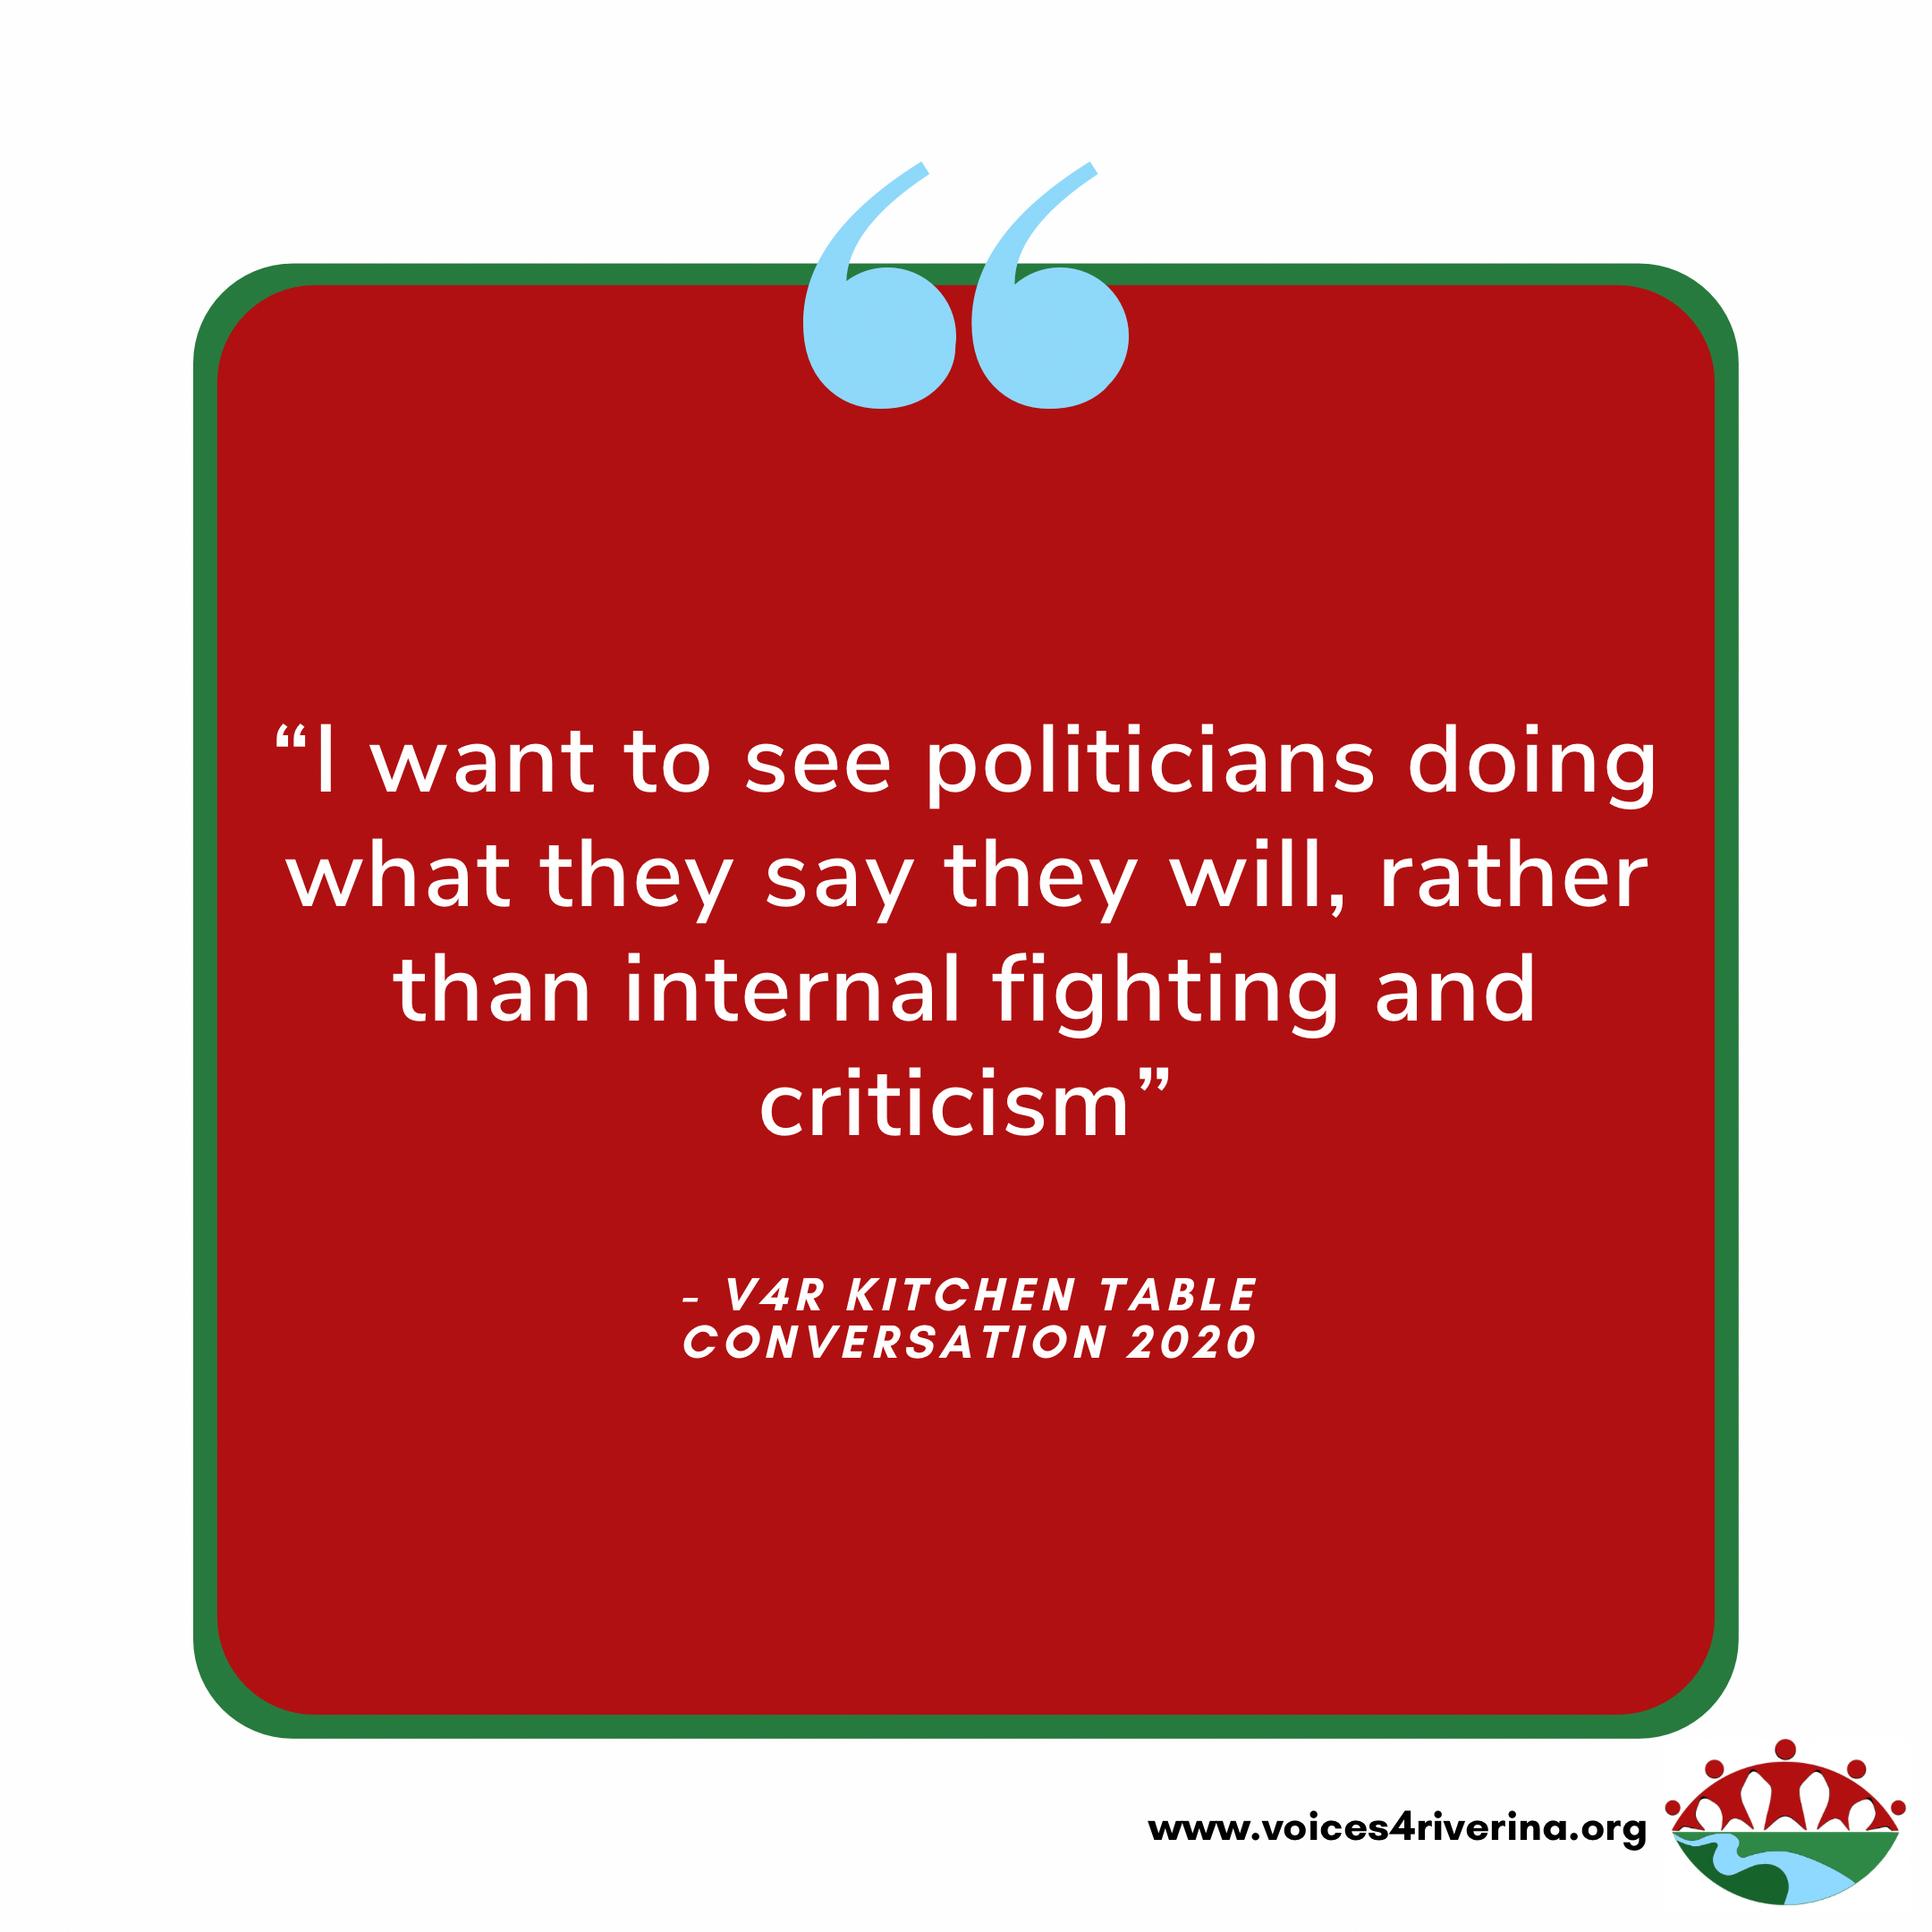 “I want to see politicians doing
what they say they will, rather
than internal fighting and
criticism”
– V4R KITCHEN TABLE
CONVERSATION 2020
www.voices4riverina.org